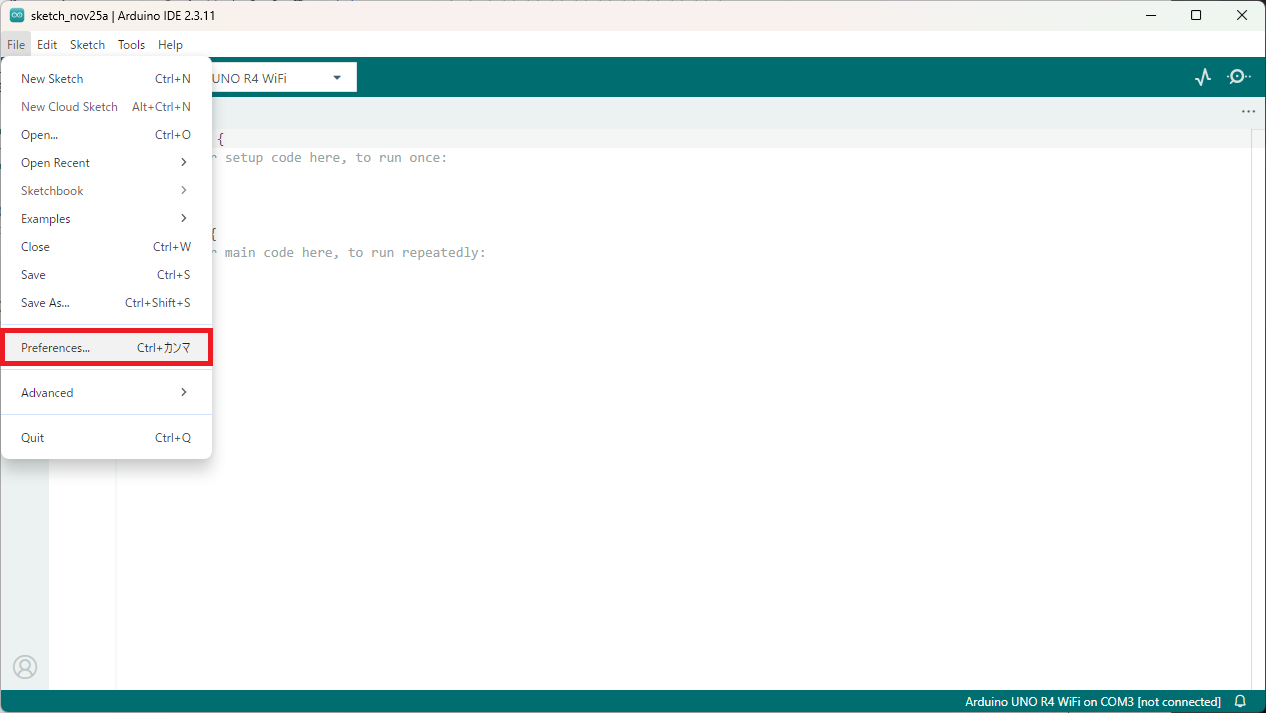 sketch_nov25a | Arduino IDE 2.3.11
File Edit Sketch Tools Help
New Sketch Ctrl+N
UNO R4 WiFi
New Cloud Sketch Alt+Ctrl+N
Open... Ctrl+O
{
setup code here, to run once:
Open Recent
Sketchbook
Examples
{
Close Ctrl+W
main code here, to run repeatedly:
Save Ctrl+S
Save As... Ctrl+Shift+S
Preferences... Ctrl+カンマ
Advanced
Quit Ctrl+Q
Arduino UNO R4 WiFi on COM3 [not connected]